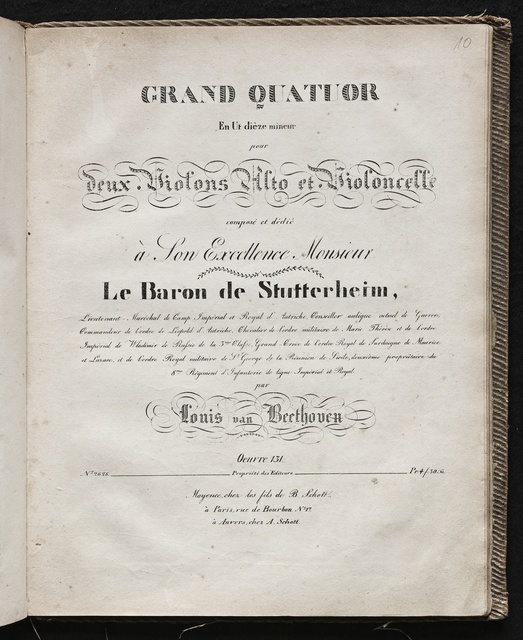 10
GRAND QUATUOR
En Ut dièze mineur
pour
deux Violons Alto et Violoncelle
composé et dédié
à Son Excellence Monsieur
Le Baron de Stutterheim,
Lieutenant-Maréchal de Camp Impérial et Royal d'Autriche Conseiller aulique actuel de Guerre,
Commandeur de l'ordre de Léopold d'Autriche, Chevalier de l'ordre militaire de Marie Thérèse et de l'ordre
Impérial de Wladimir de Russie de la 3me Classe, Grand-Croix de l'ordre Royal de Sardaigne de Maurice
et Lazare, et de l'ordre Royal militaire de St George de la Réunion de Sicile, deuxième propriétaire du
8me Régiment d'Infanterie de ligne Impérial et Royal
par
Louis van Beethoven
Oeuvre 131.
No 2628. Propriété des Editeurs. Pr
Mayence, chez les fils de B. Schott.
à Paris, rue de Bourbon, No 17.
à Anvers, chez A. Schott.